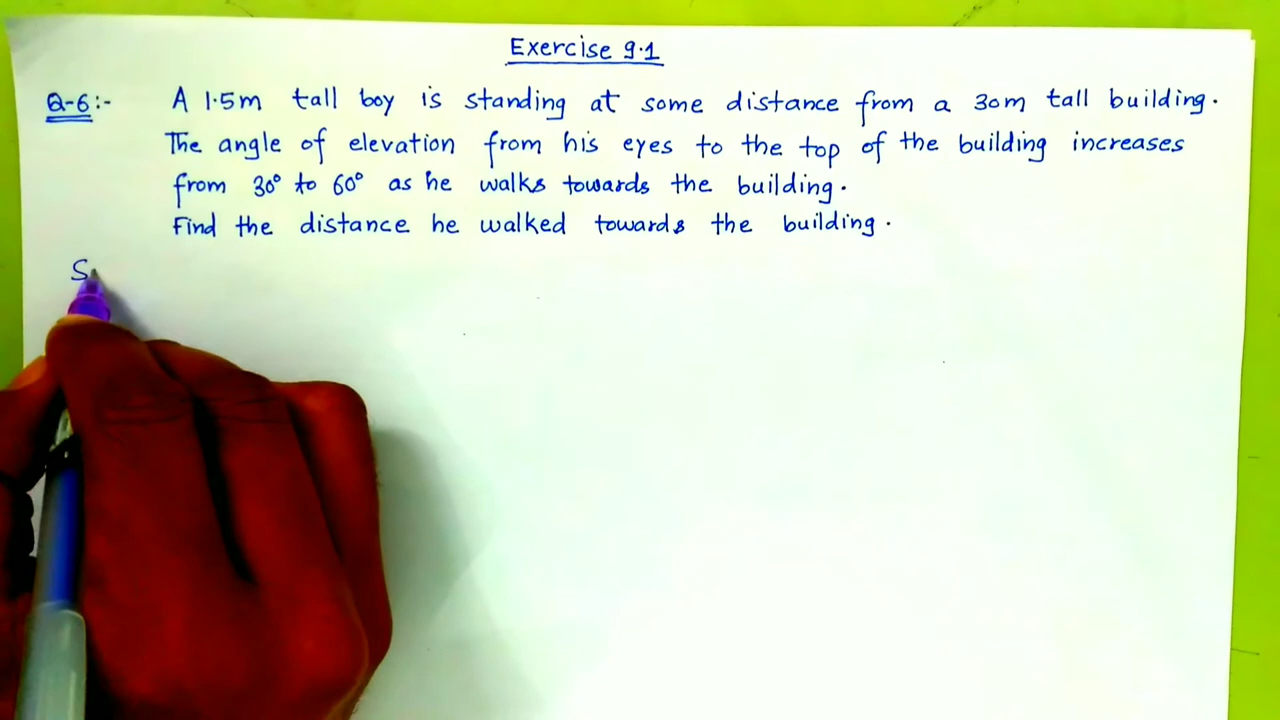 Exercise 9.1
Q-6:- A 1.5m tall boy is standing at some distance from a 30m tall building.
The angle of elevation from his eyes to the top of the building increases
from 30° to 60° as he walks towards the building.
Find the distance he walked towards the building.
S